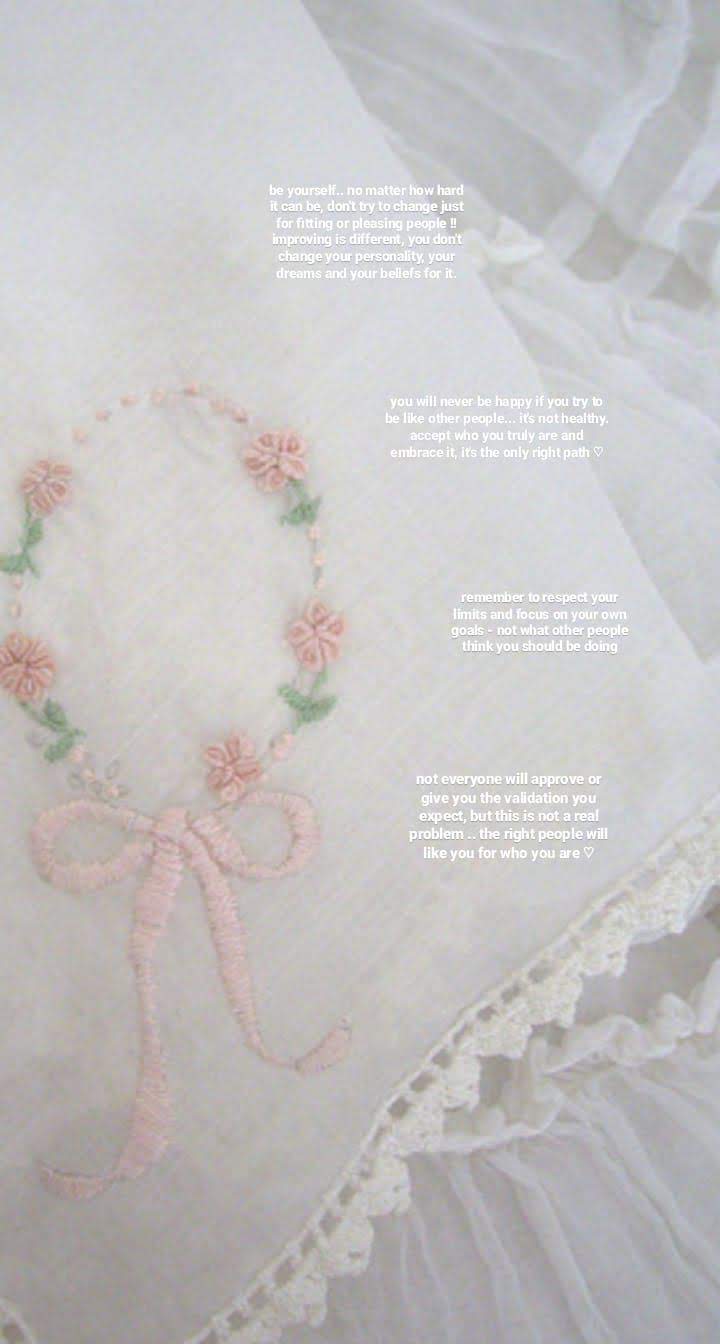 be yourself.. no matter how hard
it can be, don't try to change just
for fitting or pleasing people !!
improving is different, you don't
change your personality, your
dreams and your beliefs for it.
you will never be happy if you try to
be like other people... it's not healthy.
accept who you truly are and
embrace it, it's the only right path ♡
remember to respect your
limits and focus on your own
goals - not what other people
think you should be doing
not everyone will approve or
give you the validation you
expect, but this is not a real
problem .. the right people will
like you for who you are ♡